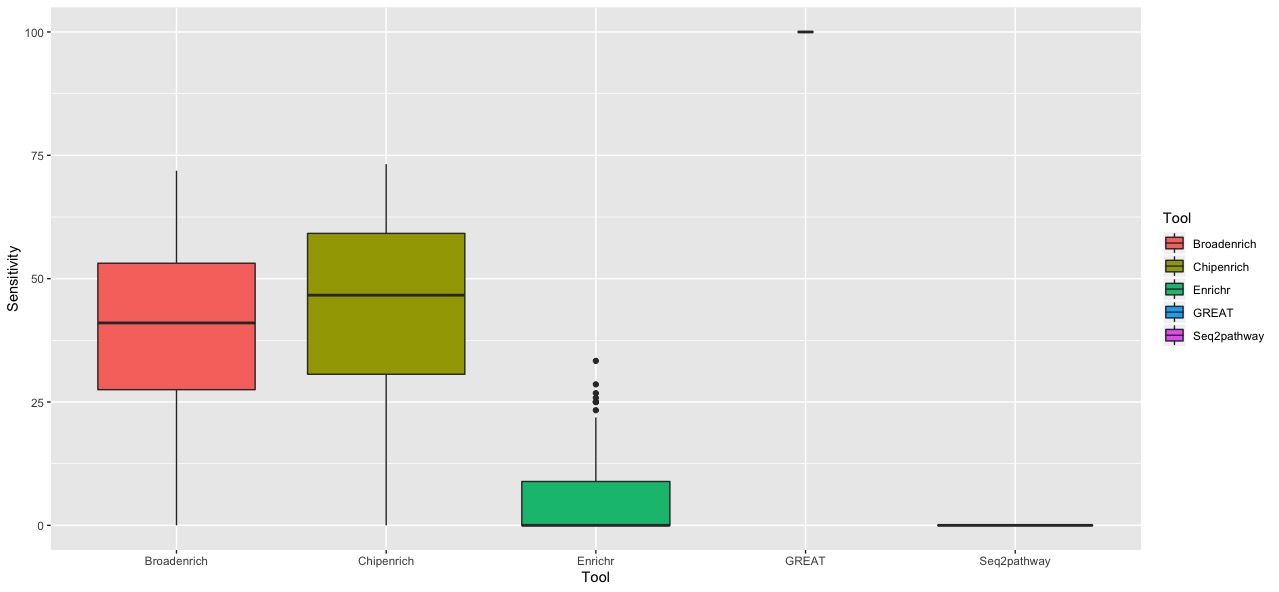 Sensitivity
100
75
50
25
0
Broadenrich
Chipenrich
Enrichr
GREAT
Seq2pathway
Tool
Tool
Broadenrich
Chipenrich
Enrichr
GREAT
Seq2pathway